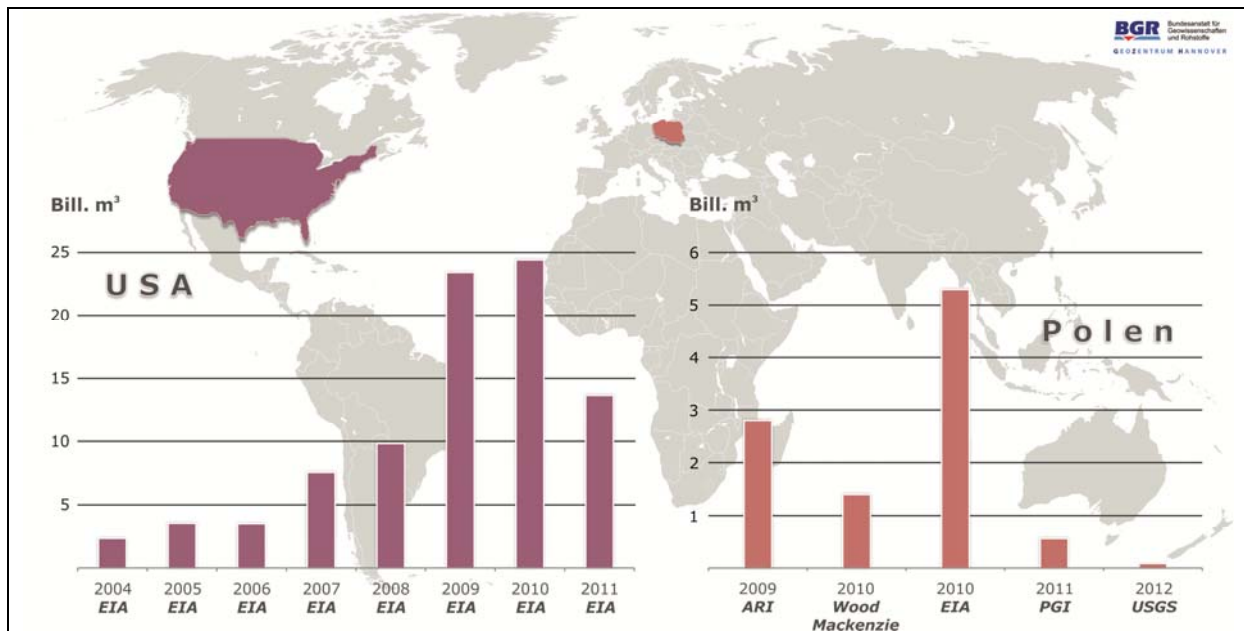 BGR
Bundesanstalt für
Geowissenschaften
und Rohstoffe
GEOZENTRUM HANNOVER
Bill. m³
25
USA
20
15
10
5
2004
EIA
2005
EIA
2006
EIA
2007
EIA
2008
EIA
2009
EIA
2010
EIA
2011
EIA
Bill. m³
6
5
Polen
4
3
2
1
2009
ARI
2010
Wood
Mackenzie
2010
EIA
2011
PGI
2012
USGS